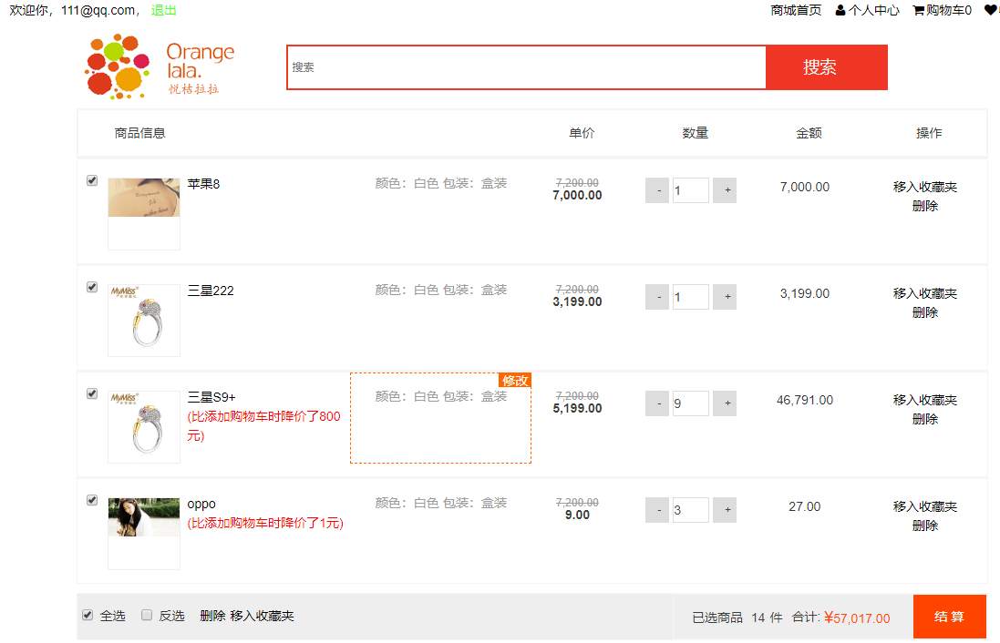 欢迎你，111@qq.com， 退出 商城首页 个人中心 购物车0
Orange
lala.
悦桔拉拉
搜索 搜索
商品信息 单价 数量 金额 操作
苹果8 颜色：白色 包装：盒装 7,200.00 - 1 + 7,000.00 移入收藏夹
7,000.00 删除
MyMiss
三星222 颜色：白色 包装：盒装 7,200.00 - 1 + 3,199.00 移入收藏夹
3,199.00 删除
修改
MyMiss
三星S9+ 颜色：白色 包装：盒装 7,200.00 - 9 + 46,791.00 移入收藏夹
(比添加购物车时降价了800 5,199.00 删除
元)
oppo 颜色：白色 包装：盒装 7,200.00 - 3 + 27.00 移入收藏夹
(比添加购物车时降价了1元) 9.00 删除
全选 反选 删除 移入收藏夹 已选商品 14 件 合计: ¥57,017.00 结 算